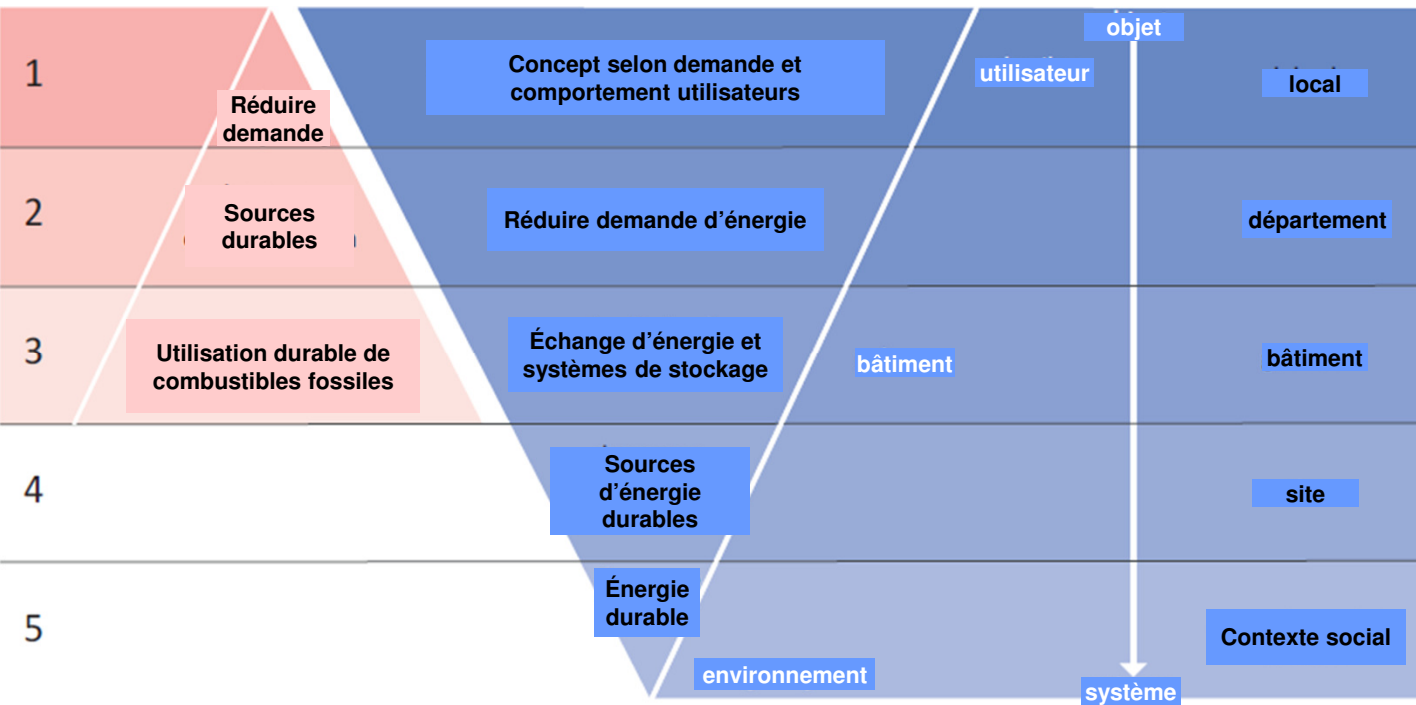 objet
1
Concept selon demande et
comportement utilisateurs
utilisateur
local
Réduire
demande
2
Sources
durables
Réduire demande d’énergie
département
3
Utilisation durable de
combustibles fossiles
Échange d’énergie et
systèmes de stockage
bâtiment
bâtiment
4
Sources
d’énergie
durables
site
5
Énergie
durable
Contexte social
environnement
système